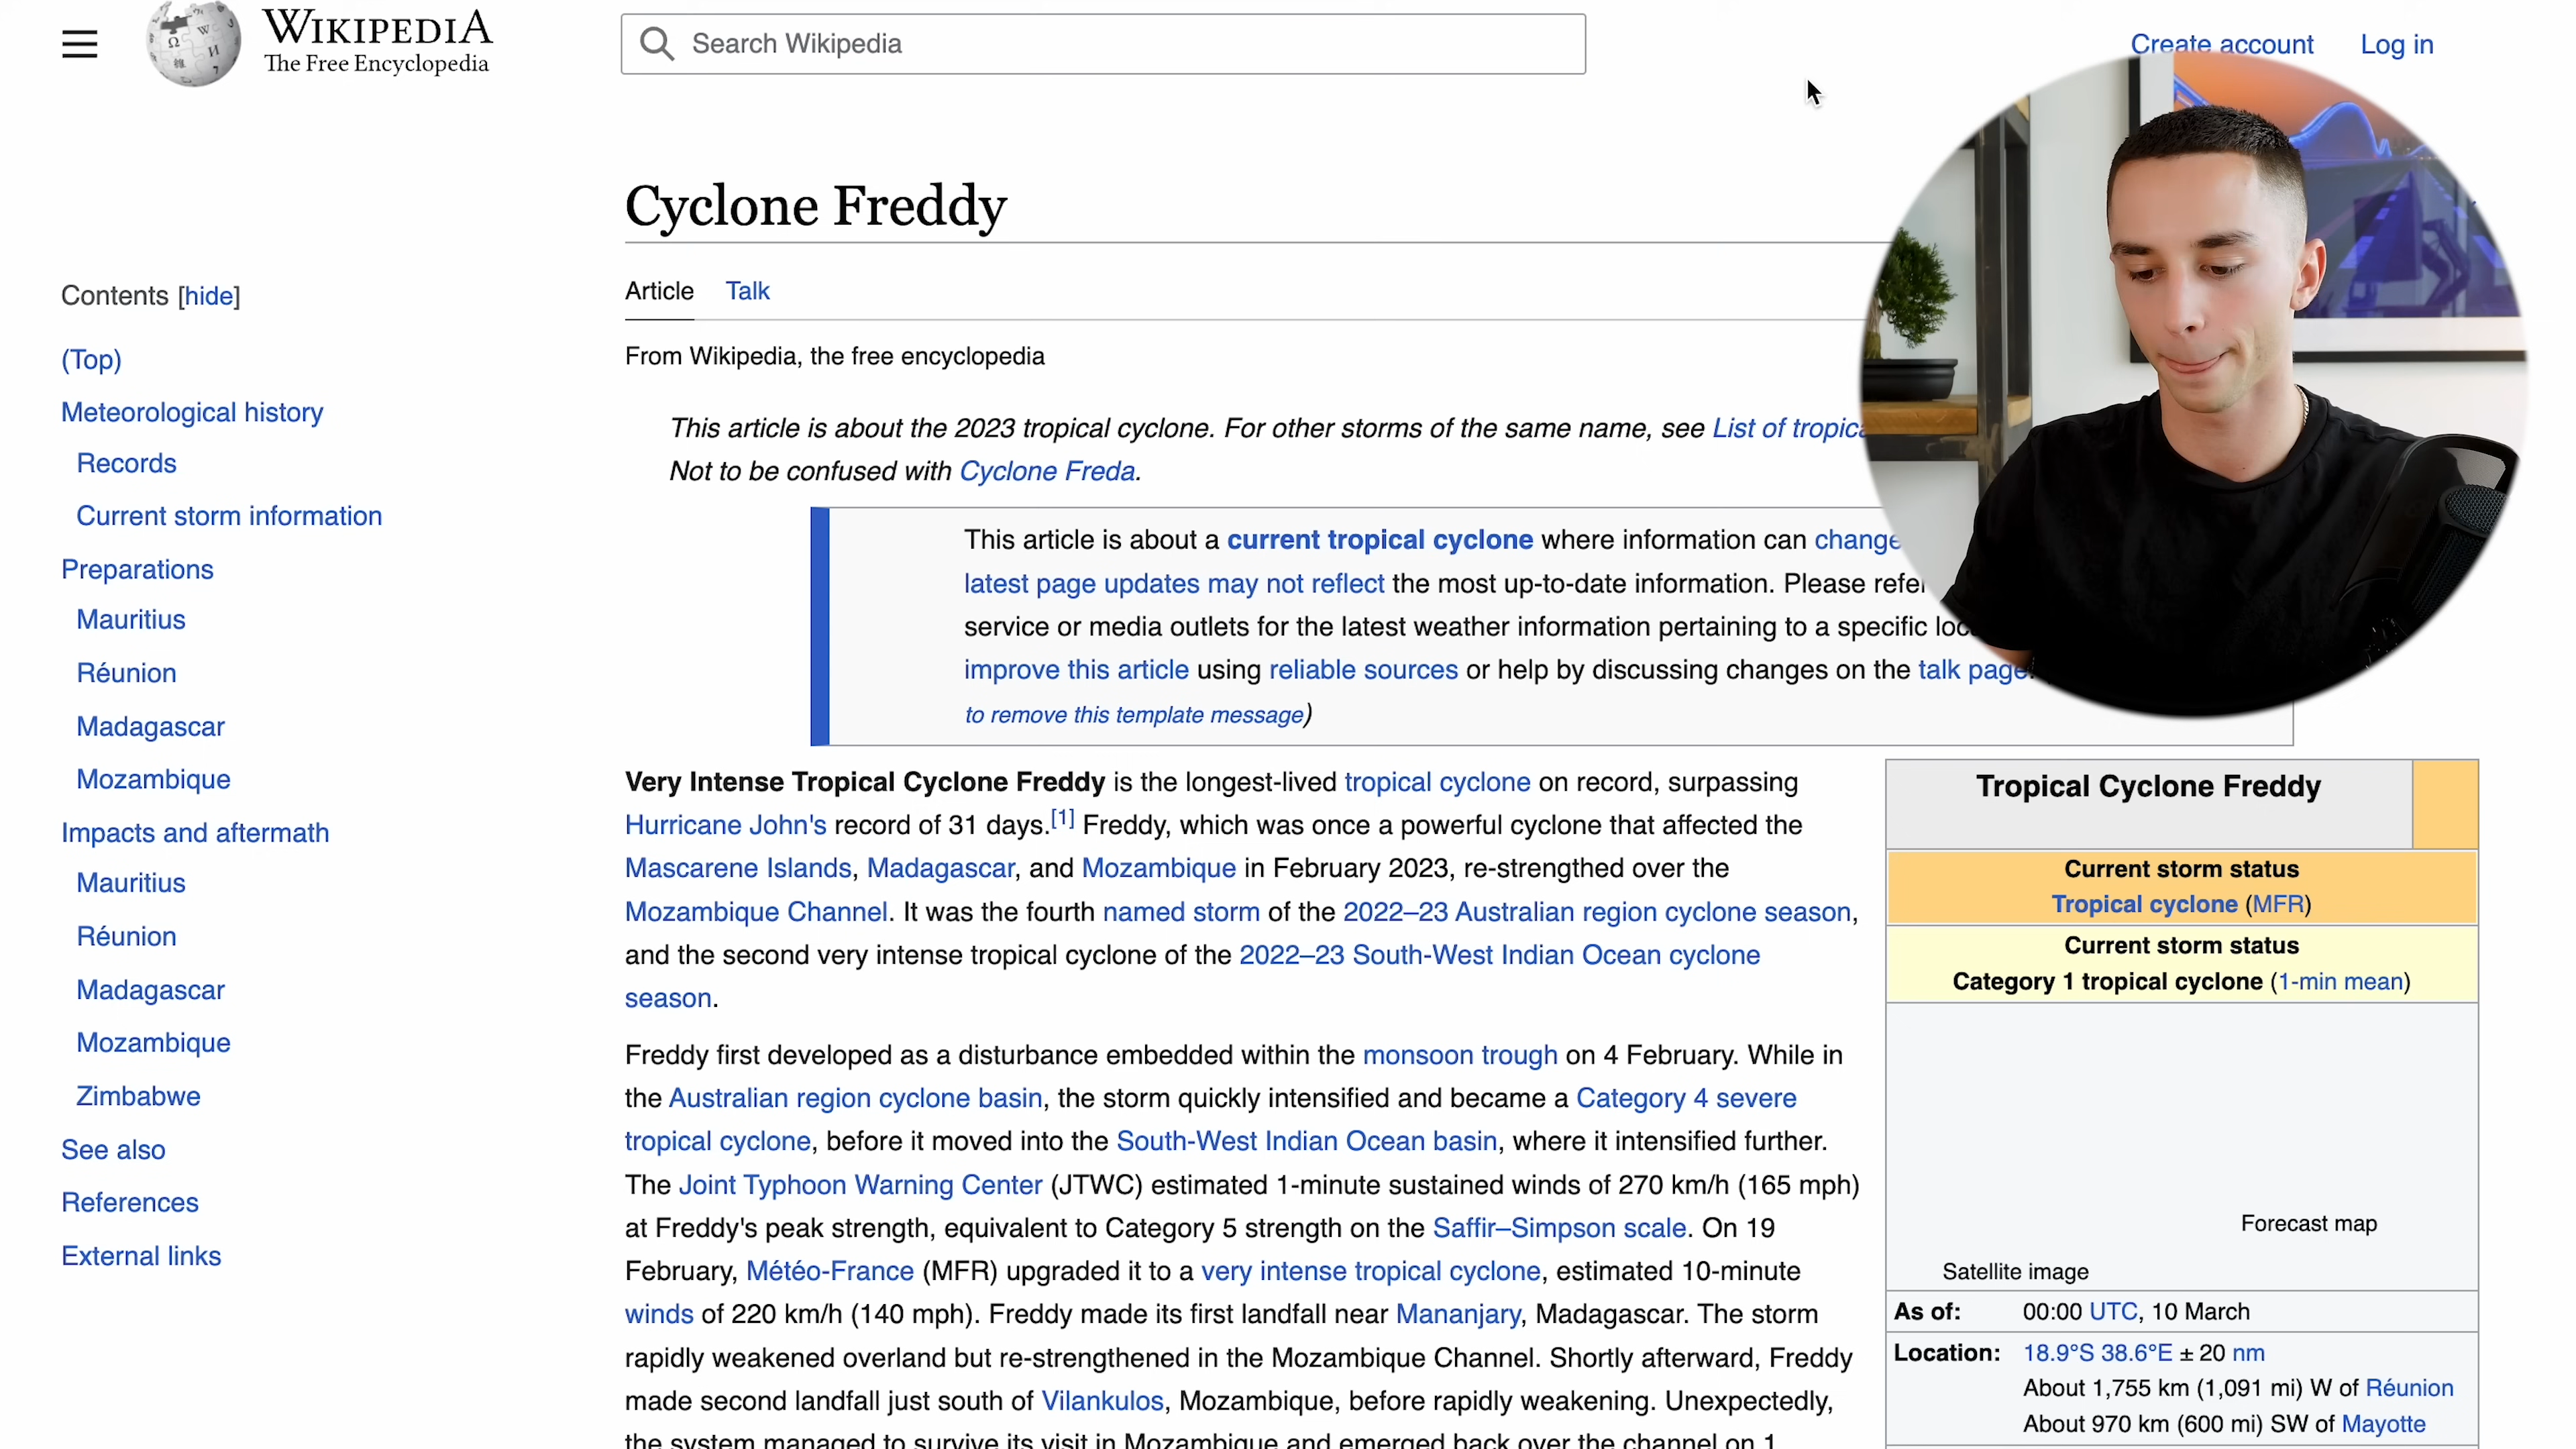 WIKIPEDIA
The Free Encyclopedia
Search Wikipedia
Create account
Log in
Cyclone Freddy
Article
Talk
From Wikipedia, the free encyclopedia
This article is about the 2023 tropical cyclone. For other storms of the same name, see List of
Not to be confused with Cyclone Freda.
This article is about a current tropical cyclone where information can change
latest page updates may not reflect the most up-to-date information. Please refer
service or media outlets for the latest weather information pertaining to a specific
improve this article using reliable sources or help by discussing changes on the talk page.
to remove this template message)
Contents [hide]
(Top)
Meteorological history
Records
Current storm information
Preparations
Mauritius
Réunion
Madagascar
Mozambique
Impacts and aftermath
Mauritius
Réunion
Madagascar
Mozambique
Zimbabwe
See also
References
External links
Very Intense Tropical Cyclone Freddy is the longest-lived tropical cyclone on record, surpassing
Hurricane John's record of 31 days.[1] Freddy, which was once a powerful cyclone that affected the
Mascarene Islands, Madagascar, and Mozambique in February 2023, re-strengthed over the
Mozambique Channel. It was the fourth named storm of the 2022–23 Australian region cyclone season,
and the second very intense tropical cyclone of the 2022–23 South-West Indian Ocean cyclone
season.
Freddy first developed as a disturbance embedded within the monsoon trough on 4 February. While in
the Australian region cyclone basin, the storm quickly intensified and became a Category 4 severe
tropical cyclone, before it moved into the South-West Indian Ocean basin, where it intensified further.
The Joint Typhoon Warning Center (JTWC) estimated 1-minute sustained winds of 270 km/h (165 mph)
at Freddy's peak strength, equivalent to Category 5 strength on the Saffir–Simpson scale. On 19
February, Météo-France (MFR) upgraded it to a very intense tropical cyclone, estimated 10-minute
winds of 220 km/h (140 mph). Freddy made its first landfall near Mananjary, Madagascar. The storm
rapidly weakened overland but re-strengthened in the Mozambique Channel. Shortly afterward, Freddy
made second landfall just south of Vilankulos, Mozambique, before rapidly weakening. Unexpectedly,
the system managed to survive its visit in Mozambique and emerged back over the channel on 1
Tropical Cyclone Freddy
Current storm status
Tropical cyclone (MFR)
Current storm status
Category 1 tropical cyclone (1-min mean)
Forecast map
Satellite image
As of: 00:00 UTC, 10 March
Location: 18.9°S 38.6°E ± 20 nm
About 1,755 km (1,091 mi) W of Réunion
About 970 km (600 mi) SW of Mayotte